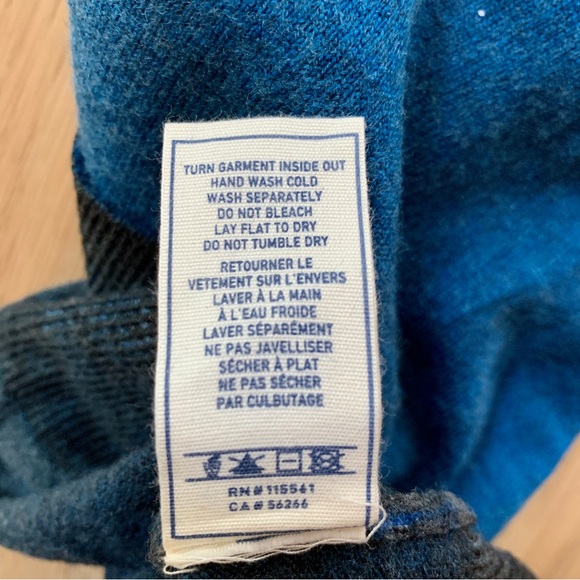 TURN GARMENT INSIDE OUT
HAND WASH COLD
WASH SEPARATELY
DO NOT BLEACH
LAY FLAT TO DRY
DO NOT TUMBLE DRY
RETOURNER LE
VETEMENT SUR L'ENVERS
LAVER À LA MAIN
À L'EAU FROIDE
LAVER SÉPARÉMENT
NE PAS JAVELLISER
SÉCHER À PLAT
NE PAS SÉCHER
PAR CULBUTAGE
RN# 115561
CA# 56266